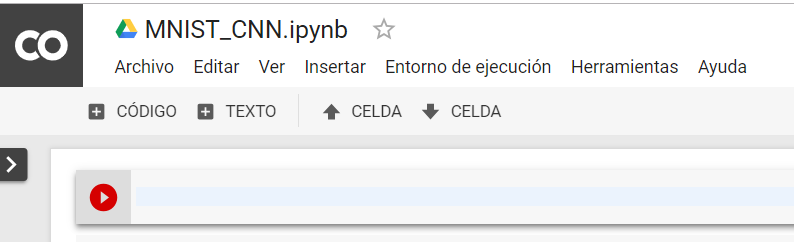 CO
MNIST_CNN.ipynb
Archivo Editar Ver Insertar Entorno de ejecución Herramientas Ayuda
CÓDIGO TEXTO CELDA CELDA